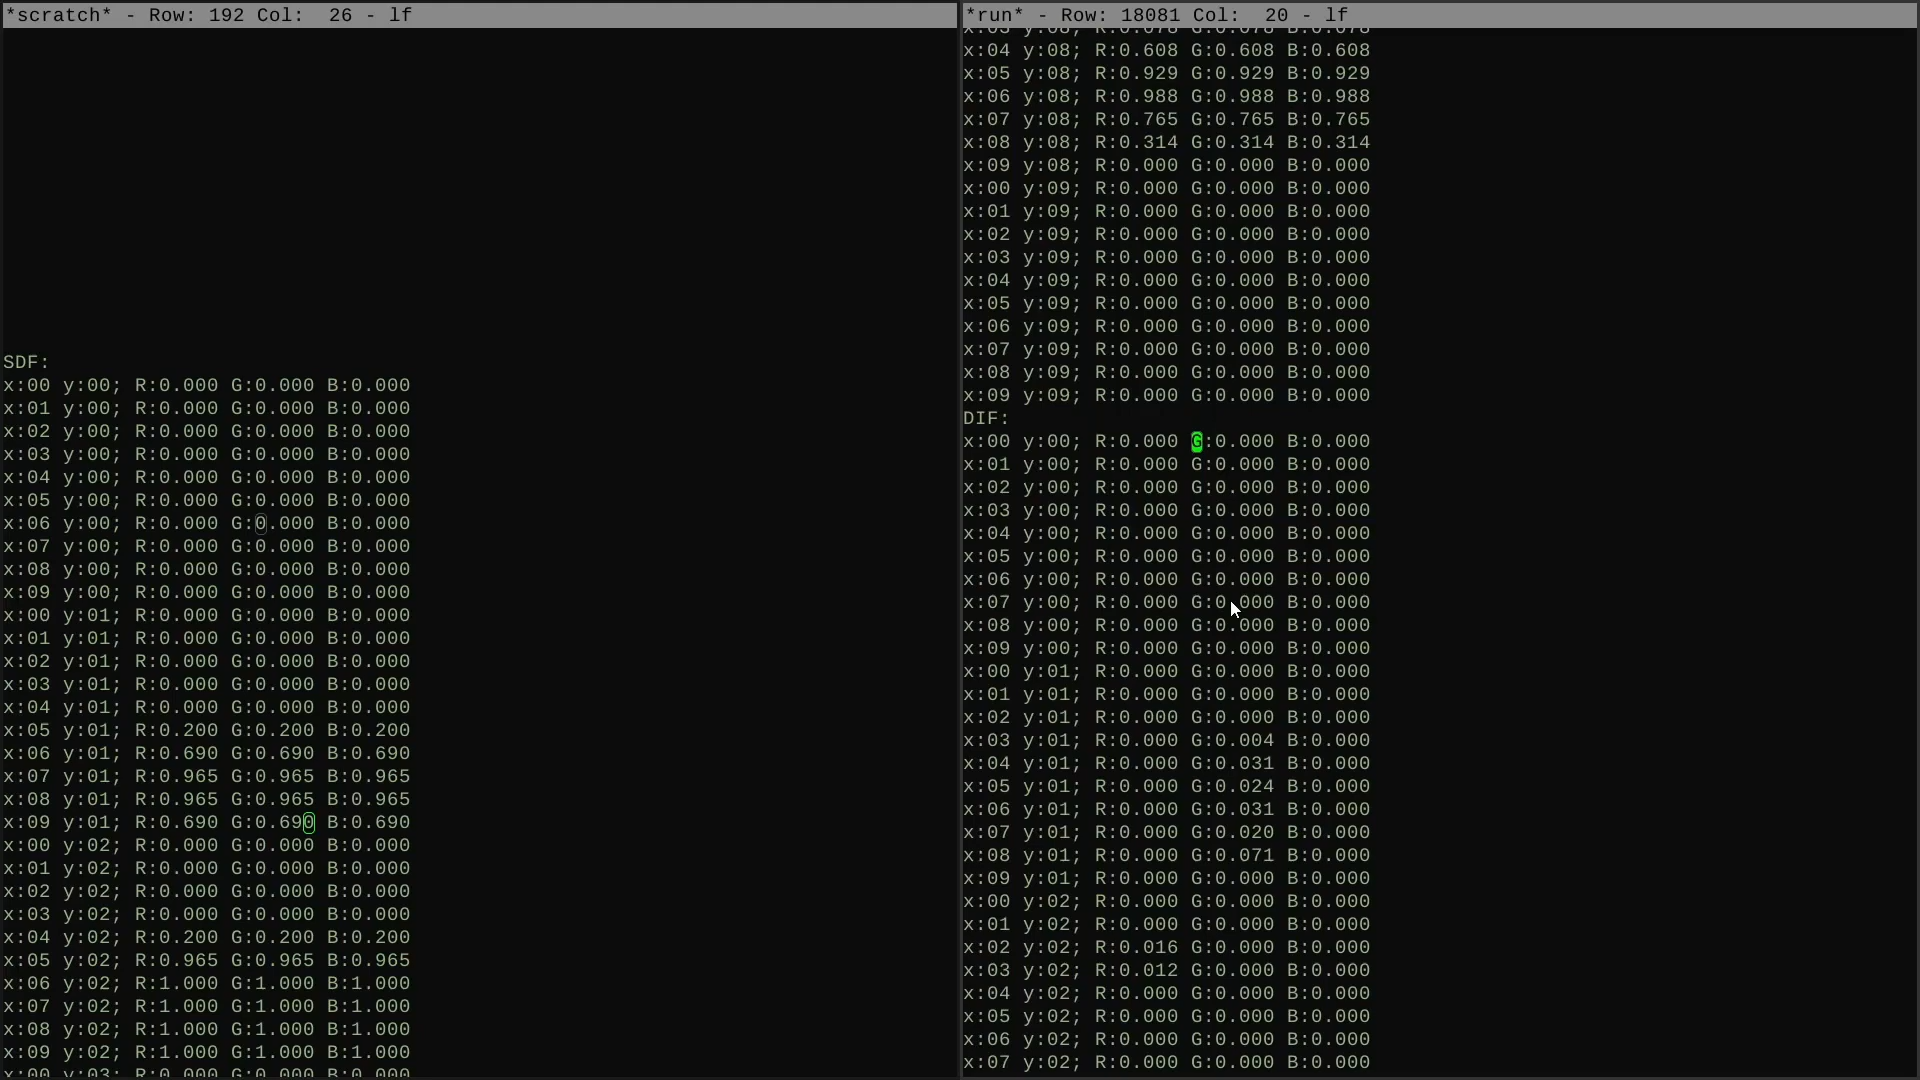 *scratch* - Row: 192 Col:  26 - lf
SDF:
x:00 y:00; R:0.000 G:0.000 B:0.000
x:01 y:00; R:0.000 G:0.000 B:0.000
x:02 y:00; R:0.000 G:0.000 B:0.000
x:03 y:00; R:0.000 G:0.000 B:0.000
x:04 y:00; R:0.000 G:0.000 B:0.000
x:05 y:00; R:0.000 G:0.000 B:0.000
x:06 y:00; R:0.000 G:0.000 B:0.000
x:07 y:00; R:0.000 G:0.000 B:0.000
x:08 y:00; R:0.000 G:0.000 B:0.000
x:09 y:00; R:0.000 G:0.000 B:0.000
x:00 y:01; R:0.000 G:0.000 B:0.000
x:01 y:01; R:0.000 G:0.000 B:0.000
x:02 y:01; R:0.000 G:0.000 B:0.000
x:03 y:01; R:0.000 G:0.000 B:0.000
x:04 y:01; R:0.000 G:0.000 B:0.000
x:05 y:01; R:0.200 G:0.200 B:0.200
x:06 y:01; R:0.690 G:0.690 B:0.690
x:07 y:01; R:0.965 G:0.965 B:0.965
x:08 y:01; R:0.965 G:0.965 B:0.965
x:09 y:01; R:0.690 G:0.690 B:0.690
x:00 y:02; R:0.000 G:0.000 B:0.000
x:01 y:02; R:0.000 G:0.000 B:0.000
x:02 y:02; R:0.000 G:0.000 B:0.000
x:03 y:02; R:0.000 G:0.000 B:0.000
x:04 y:02; R:0.200 G:0.200 B:0.200
x:05 y:02; R:0.965 G:0.965 B:0.965
x:06 y:02; R:1.000 G:1.000 B:1.000
x:07 y:02; R:1.000 G:1.000 B:1.000
x:08 y:02; R:1.000 G:1.000 B:1.000
x:09 y:02; R:1.000 G:1.000 B:1.000
x:00 y:03; R:0.000 G:0.000 B:0.000
*run* - Row: 18081 Col:  20 - lf
x:03 y:08; R:0.078 G:0.078 B:0.078
x:04 y:08; R:0.608 G:0.608 B:0.608
x:05 y:08; R:0.929 G:0.929 B:0.929
x:06 y:08; R:0.988 G:0.988 B:0.988
x:07 y:08; R:0.765 G:0.765 B:0.765
x:08 y:08; R:0.314 G:0.314 B:0.314
x:09 y:08; R:0.000 G:0.000 B:0.000
x:00 y:09; R:0.000 G:0.000 B:0.000
x:01 y:09; R:0.000 G:0.000 B:0.000
x:02 y:09; R:0.000 G:0.000 B:0.000
x:03 y:09; R:0.000 G:0.000 B:0.000
x:04 y:09; R:0.000 G:0.000 B:0.000
x:05 y:09; R:0.000 G:0.000 B:0.000
x:06 y:09; R:0.000 G:0.000 B:0.000
x:07 y:09; R:0.000 G:0.000 B:0.000
x:08 y:09; R:0.000 G:0.000 B:0.000
x:09 y:09; R:0.000 G:0.000 B:0.000
DIF:
x:00 y:00; R:0.000 G:0.000 B:0.000
x:01 y:00; R:0.000 G:0.000 B:0.000
x:02 y:00; R:0.000 G:0.000 B:0.000
x:03 y:00; R:0.000 G:0.000 B:0.000
x:04 y:00; R:0.000 G:0.000 B:0.000
x:05 y:00; R:0.000 G:0.000 B:0.000
x:06 y:00; R:0.000 G:0.000 B:0.000
x:07 y:00; R:0.000 G:0.000 B:0.000
x:08 y:00; R:0.000 G:0.000 B:0.000
x:09 y:00; R:0.000 G:0.000 B:0.000
x:00 y:01; R:0.000 G:0.000 B:0.000
x:01 y:01; R:0.000 G:0.000 B:0.000
x:02 y:01; R:0.000 G:0.000 B:0.000
x:03 y:01; R:0.000 G:0.004 B:0.000
x:04 y:01; R:0.000 G:0.031 B:0.000
x:05 y:01; R:0.000 G:0.024 B:0.000
x:06 y:01; R:0.000 G:0.031 B:0.000
x:07 y:01; R:0.000 G:0.020 B:0.000
x:08 y:01; R:0.000 G:0.071 B:0.000
x:09 y:01; R:0.000 G:0.000 B:0.000
x:00 y:02; R:0.000 G:0.000 B:0.000
x:01 y:02; R:0.000 G:0.000 B:0.000
x:02 y:02; R:0.016 G:0.000 B:0.000
x:03 y:02; R:0.012 G:0.000 B:0.000
x:04 y:02; R:0.000 G:0.000 B:0.000
x:05 y:02; R:0.000 G:0.000 B:0.000
x:06 y:02; R:0.000 G:0.000 B:0.000
x:07 y:02; R:0.000 G:0.000 B:0.000